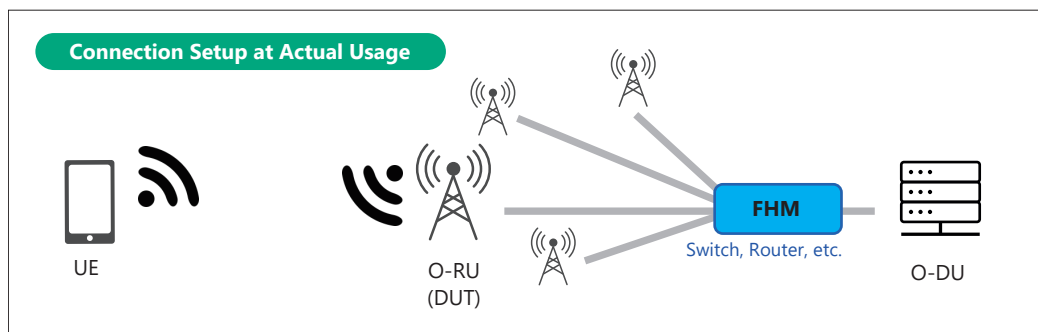 Connection Setup at Actual Usage
FHM
Switch, Router, etc.
UE
O-RU
(DUT)
O-DU